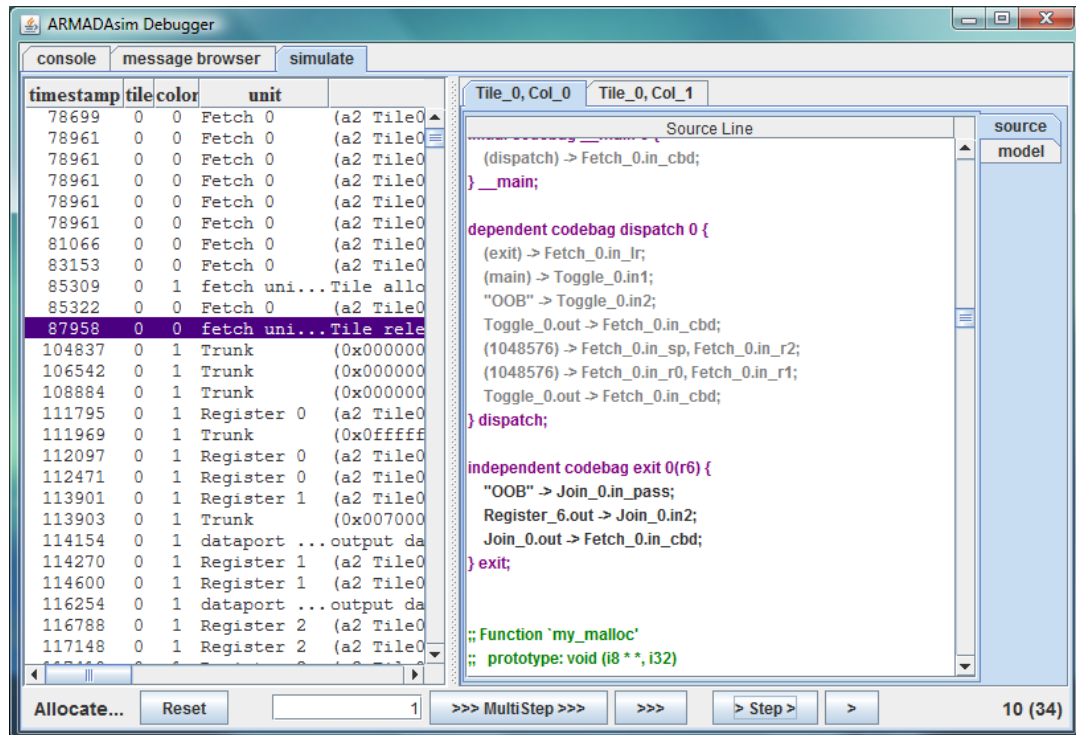 ARMADAsim Debugger
console message browser simulate
timestamp tile color unit
78699 0 0 Fetch 0 (a2 Tile0
78961 0 0 Fetch 0 (a2 Tile0
78961 0 0 Fetch 0 (a2 Tile0
78961 0 0 Fetch 0 (a2 Tile0
78961 0 0 Fetch 0 (a2 Tile0
78961 0 0 Fetch 0 (a2 Tile0
81066 0 0 Fetch 0 (a2 Tile0
83153 0 0 Fetch 0 (a2 Tile0
85309 0 1 fetch uni... Tile allo
85322 0 0 Fetch 0 (a2 Tile0
87958 0 0 fetch uni... Tile rele
104837 0 1 Trunk (0x000000
106542 0 1 Trunk (0x000000
108884 0 1 Trunk (0x000000
111795 0 1 Register 0 (a2 Tile0
111969 0 1 Trunk (0x0fffff
112097 0 1 Register 0 (a2 Tile0
112471 0 1 Register 0 (a2 Tile0
113901 0 1 Register 1 (a2 Tile0
113903 0 1 Trunk (0x007000
114154 0 1 dataport ... output da
114270 0 1 Register 1 (a2 Tile0
114600 0 1 Register 1 (a2 Tile0
116254 0 1 dataport ... output da
116788 0 1 Register 2 (a2 Tile0
117148 0 1 Register 2 (a2 Tile0
Tile_0, Col_0 Tile_0, Col_1
Source Line
(dispatch) -> Fetch_0.in_cbd;
} __main;
dependent codebag dispatch 0 {
(exit) -> Fetch_0.in_lr;
(main) -> Toggle_0.in1;
"OOB" -> Toggle_0.in2;
Toggle_0.out -> Fetch_0.in_cbd;
(1048576) -> Fetch_0.in_sp, Fetch_0.in_r2;
(1048576) -> Fetch_0.in_r0, Fetch_0.in_r1;
Toggle_0.out -> Fetch_0.in_cbd;
} dispatch;
independent codebag exit 0(r6) {
"OOB" -> Join_0.in_pass;
Register_6.out -> Join_0.in2;
Join_0.out -> Fetch_0.in_cbd;
} exit;
;; Function `my_malloc'
;; prototype: void (i8 * *, i32)
source
model
Allocate... Reset 1 >>> MultiStep >>> >>> > Step > > 10 (34)